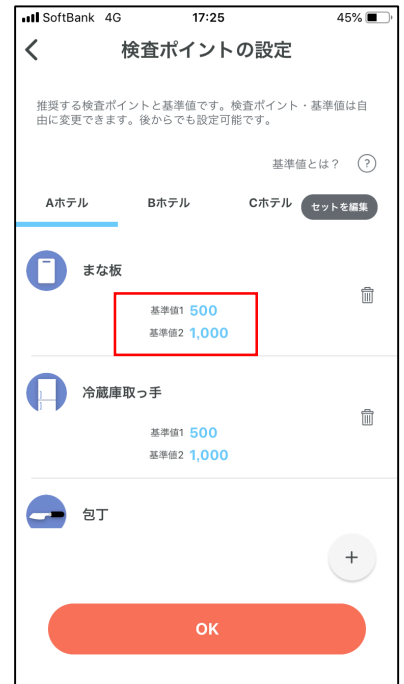 SoftBank 4G 17:25 45%
検査ポイントの設定
推奨する検査ポイントと基準値です。検査ポイント・基準値は自
由に変更できます。後からでも設定可能です。
基準値とは？ ?
Aホテル Bホテル Cホテル セットを編集
まな板
基準値1 500
基準値2 1,000
冷蔵庫取っ手
基準値1 500
基準値2 1,000
包丁
+
OK